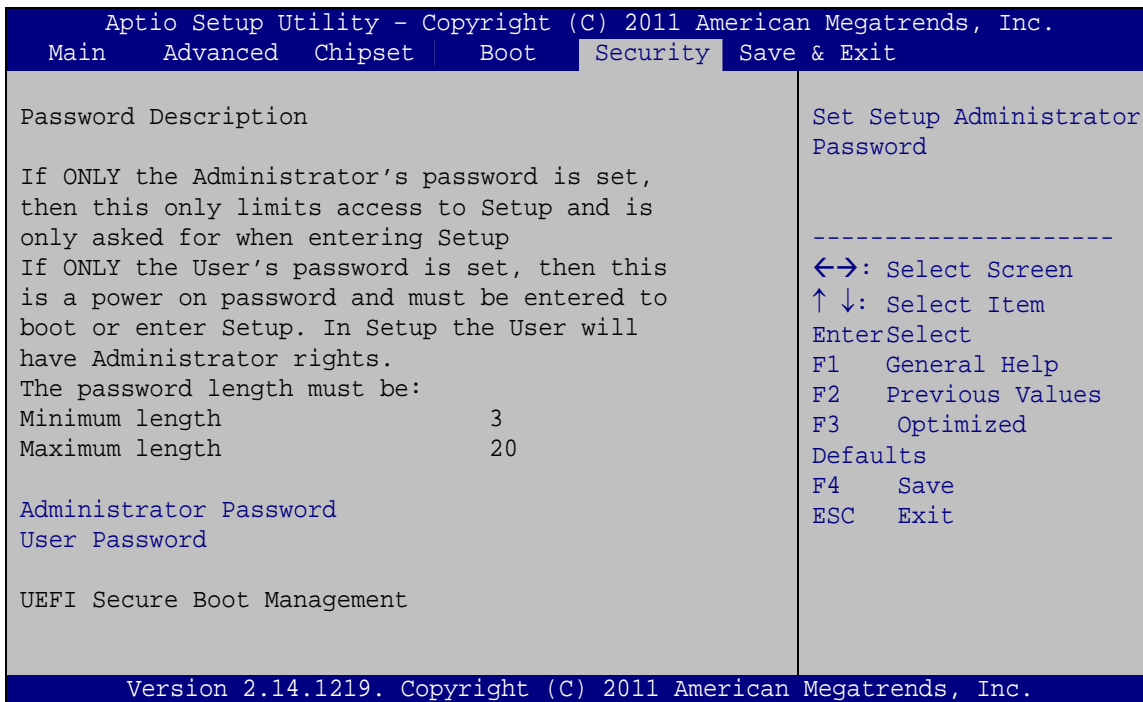 Aptio Setup Utility – Copyright (C) 2011 American Megatrends, Inc.
Main Advanced Chipset Boot Security Save & Exit
Password Description
If ONLY the Administrator's password is set,
then this only limits access to Setup and is
only asked for when entering Setup
If ONLY the User's password is set, then this
is a power on password and must be entered to
boot or enter Setup. In Setup the User will
have Administrator rights.
The password length must be:
Minimum length 3
Maximum length 20
Administrator Password
User Password
UEFI Secure Boot Management
Set Setup Administrator
Password
---------------------
←→: Select Screen
↑ ↓: Select Item
EnterSelect
F1 General Help
F2 Previous Values
F3 Optimized
Defaults
F4 Save
ESC Exit
Version 2.14.1219. Copyright (C) 2011 American Megatrends, Inc.